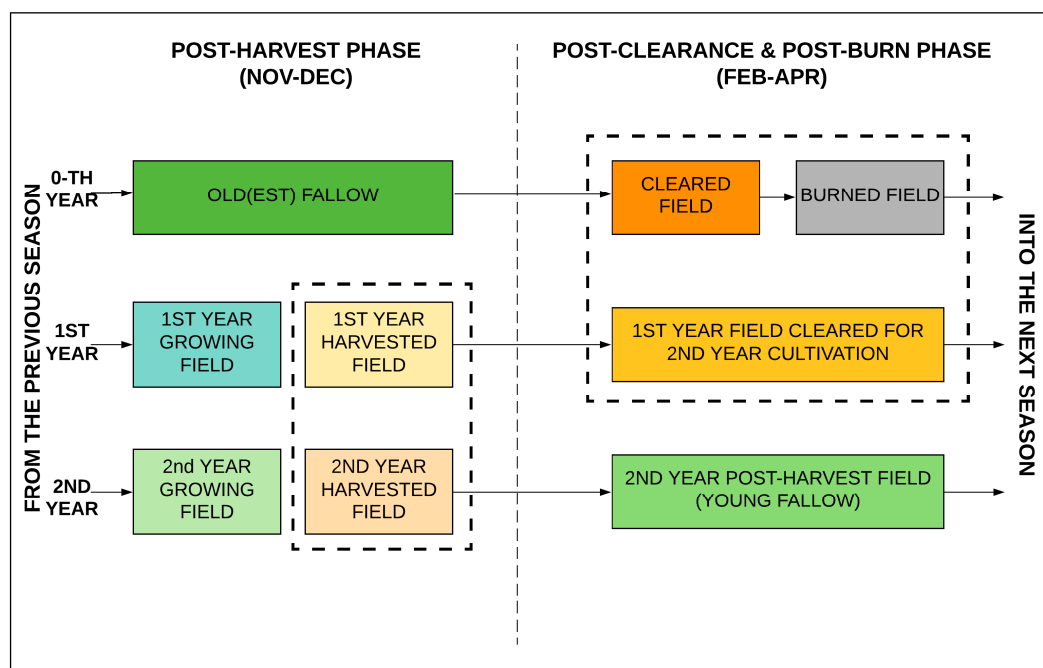 POST-HARVEST PHASE
(NOV-DEC)
POST-CLEARANCE & POST-BURN PHASE
(FEB-APR)
FROM THE PREVIOUS SEASON
0-TH
YEAR
OLD(EST) FALLOW
CLEARED
FIELD
BURNED FIELD
INTO THE NEXT SEASON
1ST
YEAR
1ST YEAR
GROWING
FIELD
1ST YEAR
HARVESTED
FIELD
1ST YEAR FIELD CLEARED FOR
2ND YEAR CULTIVATION
2ND
YEAR
2nd YEAR
GROWING
FIELD
2ND YEAR
HARVESTED
FIELD
2ND YEAR POST-HARVEST FIELD
(YOUNG FALLOW)